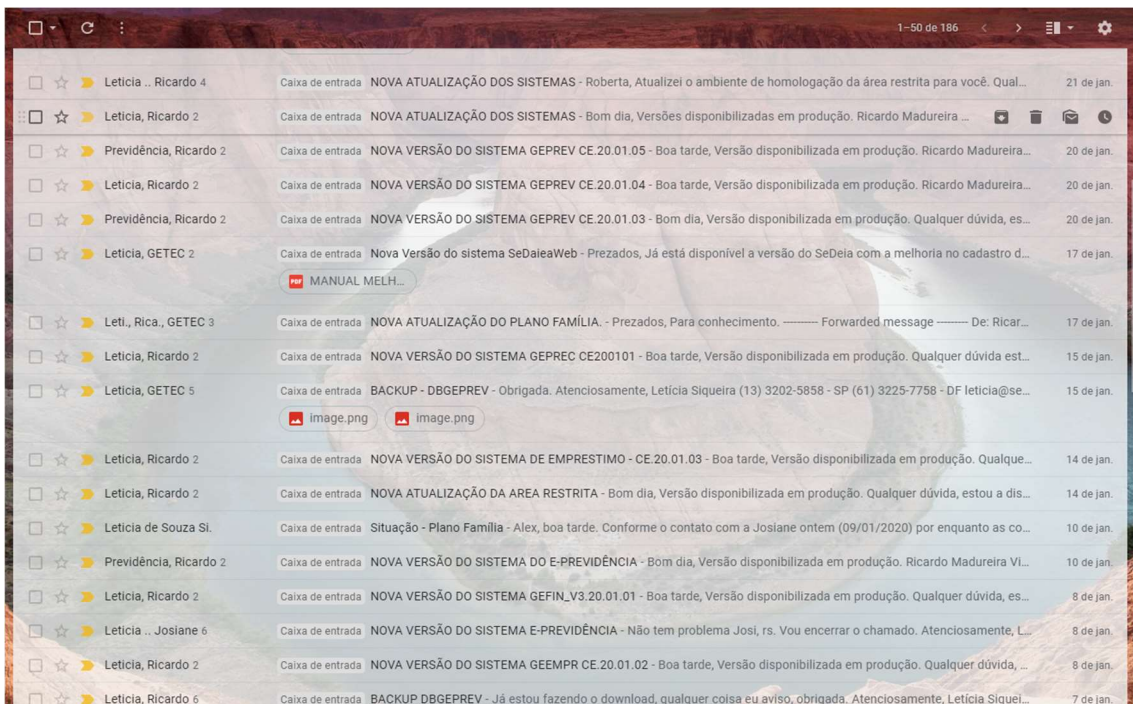 1–50 de 186
Leticia .. Ricardo 4 Caixa de entrada NOVA ATUALIZAÇÃO DOS SISTEMAS - Roberta, Atualizei o ambiente de homologação da área restrita para você. Qual... 21 de jan.
Leticia, Ricardo 2 Caixa de entrada NOVA ATUALIZAÇÃO DOS SISTEMAS - Bom dia, Versões disponibilizadas em produção. Ricardo Madureira ...
Previdência, Ricardo 2 Caixa de entrada NOVA VERSÃO DO SISTEMA GEPREV CE.20.01.05 - Boa tarde, Versão disponibilizada em produção. Ricardo Madureira... 20 de jan.
Leticia, Ricardo 2 Caixa de entrada NOVA VERSÃO DO SISTEMA GEPREV CE.20.01.04 - Boa tarde, Versão disponibilizada em produção. Ricardo Madureira... 20 de jan.
Previdência, Ricardo 2 Caixa de entrada NOVA VERSÃO DO SISTEMA GEPREV CE.20.01.03 - Bom dia, Versão disponibilizada em produção. Qualquer dúvida, es... 20 de jan.
Leticia, GETEC 2 Caixa de entrada Nova Versão do sistema SeDaieaWeb - Prezados, Já está disponível a versão do SeDeia com a melhoria no cadastro d... 17 de jan.
PDF MANUAL MELH...
Leti., Rica., GETEC 3 Caixa de entrada NOVA ATUALIZAÇÃO DO PLANO FAMÍLIA. - Prezados, Para conhecimento. ---------- Forwarded message --------- De: Ricar... 17 de jan.
Leticia, Ricardo 2 Caixa de entrada NOVA VERSÃO DO SISTEMA GEPREC CE200101 - Boa tarde, Versão disponibilizada em produção. Qualquer dúvida est... 15 de jan.
Leticia, GETEC 5 Caixa de entrada BACKUP - DBGEPREV - Obrigada. Atenciosamente, Letícia Siqueira (13) 3202-5858 - SP (61) 3225-7758 - DF leticia@se... 15 de jan.
image.png image.png
Leticia, Ricardo 2 Caixa de entrada NOVA VERSÃO DO SISTEMA DE EMPRESTIMO - CE.20.01.03 - Boa tarde, Versão disponibilizada em produção. Qualque... 14 de jan.
Leticia, Ricardo 2 Caixa de entrada NOVA ATUALIZAÇÃO DA AREA RESTRITA - Bom dia, Versão disponibilizada em produção. Qualquer dúvida, estou a dis... 14 de jan.
Leticia de Souza Si. Caixa de entrada Situação - Plano Família - Alex, boa tarde. Conforme o contato com a Josiane ontem (09/01/2020) por enquanto as co... 10 de jan.
Previdência, Ricardo 2 Caixa de entrada NOVA VERSÃO DO SISTEMA DO E-PREVIDÊNCIA - Bom dia, Versão disponibilizada em produção. Ricardo Madureira Vi... 10 de jan.
Leticia, Ricardo 2 Caixa de entrada NOVA VERSÃO DO SISTEMA GEFIN_V3.20.01.01 - Boa tarde, Versão disponibilizada em produção. Qualquer dúvida, es... 8 de jan.
Leticia .. Josiane 6 Caixa de entrada NOVA VERSÃO DO SISTEMA E-PREVIDÊNCIA - Não tem problema Josi, rs. Vou encerrar o chamado. Atenciosamente, L... 8 de jan.
Leticia, Ricardo 2 Caixa de entrada NOVA VERSÃO DO SISTEMA GEEMPR CE.20.01.02 - Boa tarde, Versão disponibilizada em produção. Qualquer dúvida, ... 8 de jan.
Leticia, Ricardo 6 Caixa de entrada BACKUP DBGEPREV - Já estou fazendo o download, qualquer coisa eu aviso, obrigada. Atenciosamente, Letícia Siquei... 7 de jan.